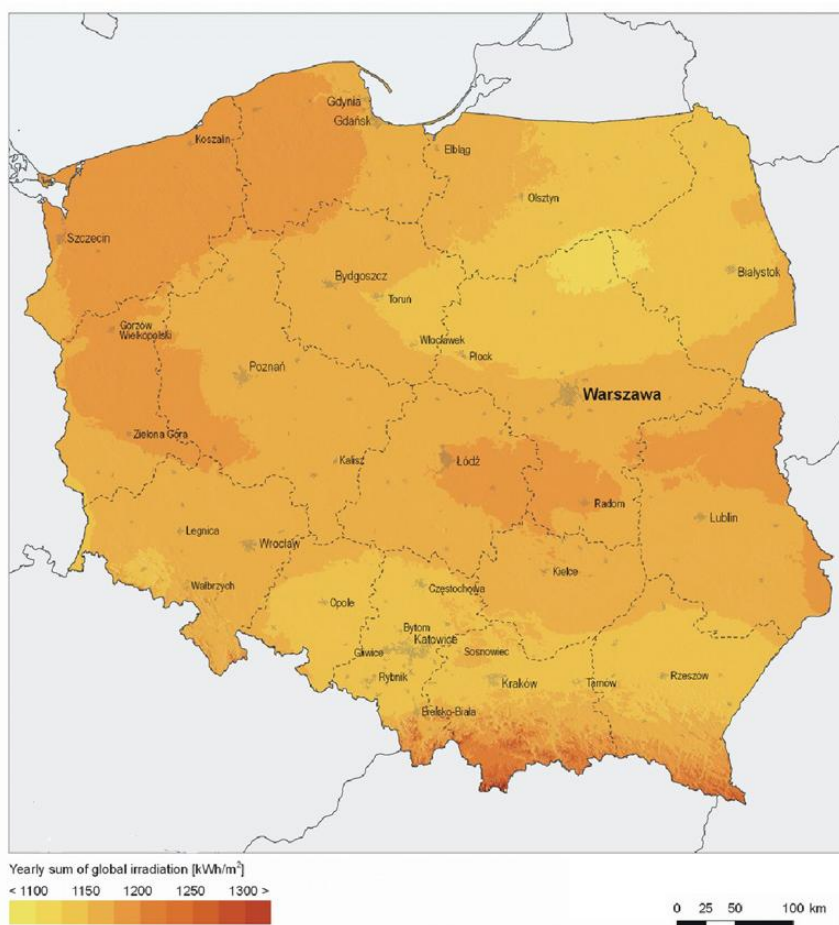 Gdynia
Gdańsk
Koszalin
Elbląg
Olsztyn
Szczecin
Bydgoszcz
Białystok
Toruń
Gorzów
Wielkopolski
Włocławek
Płock
Poznań
Warszawa
Zielona Góra
Kalisz
Łódź
Radom
Lublin
Legnica
Wrocław
Kielce
Wałbrzych
Częstochowa
Opole
Bytom
Katowice
Gliwice
Sosnowiec
Rybnik
Kraków
Tarnów
Rzeszów
Bielsko-Biała
Yearly sum of global irradiation [kWh/m²]
< 1100 1150 1200 1250 1300 >
0 25 50 100 km